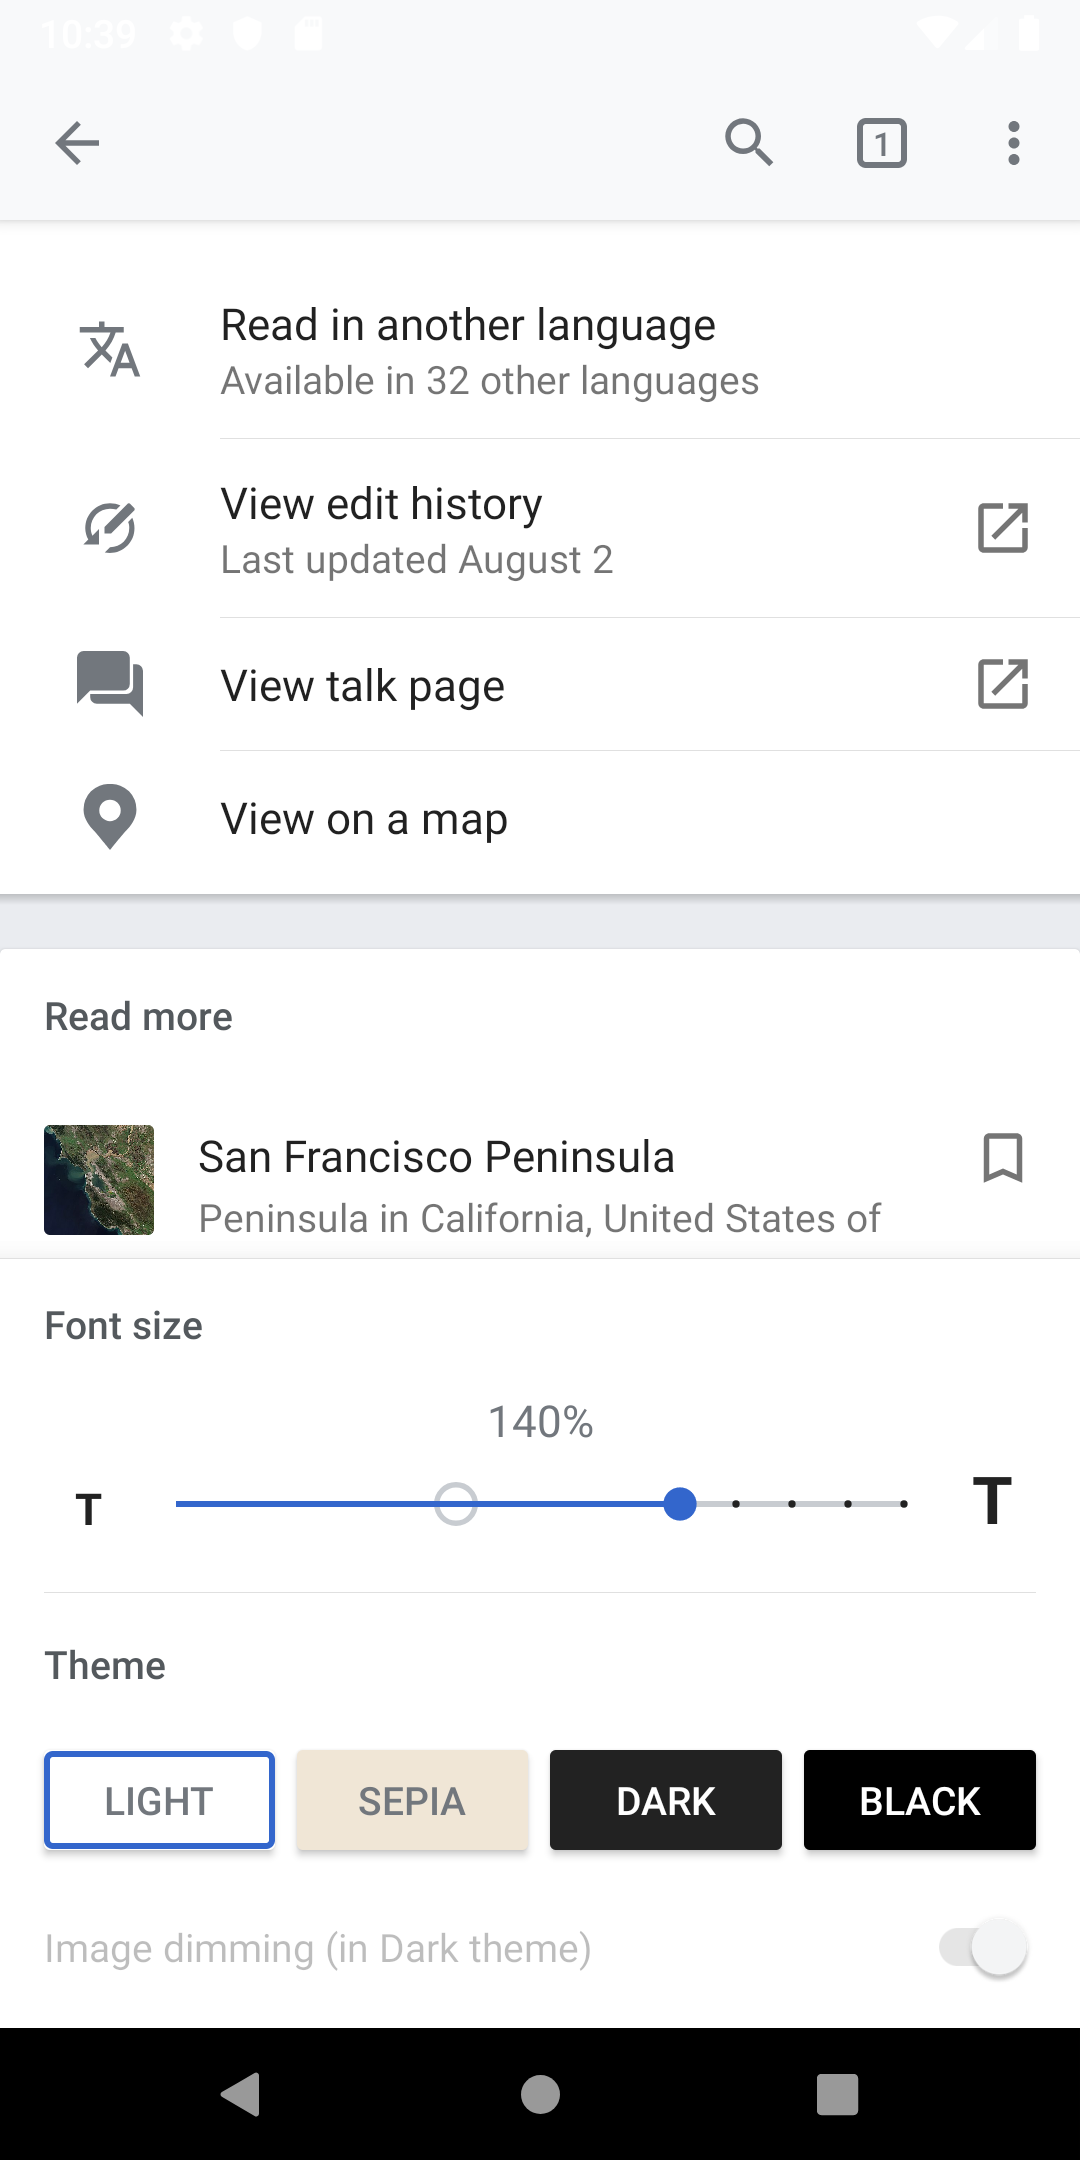 10:39
1
Read in another language
Available in 32 other languages
View edit history
Last updated August 2
View talk page
View on a map
Read more
San Francisco Peninsula
Peninsula in California, United States of
Font size
140%
T T
Theme
LIGHT SEPIA DARK BLACK
Image dimming (in Dark theme)